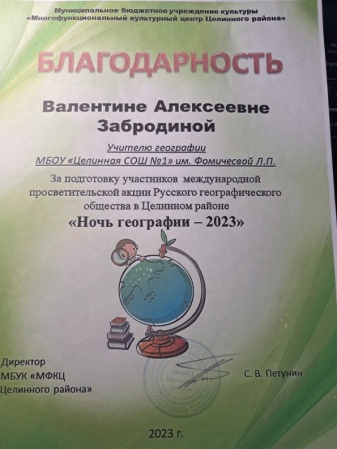 Муниципальное бюджетное учреждение культуры
«Многофункциональный культурный центр Целинного района»
БЛАГОДАРНОСТЬ
Валентине Алексеевне
Забродиной
Учителю географии
МБОУ «Целинная СОШ №1» им. Фомичесвой Л.П.
За подготовку участников международной
просветительской акции Русского географического
общества в Целинном районе
«Ночь географии – 2023»
Директор
МБУК «МФКЦ
Целинного района»
С. В. Петунин
2023 г.